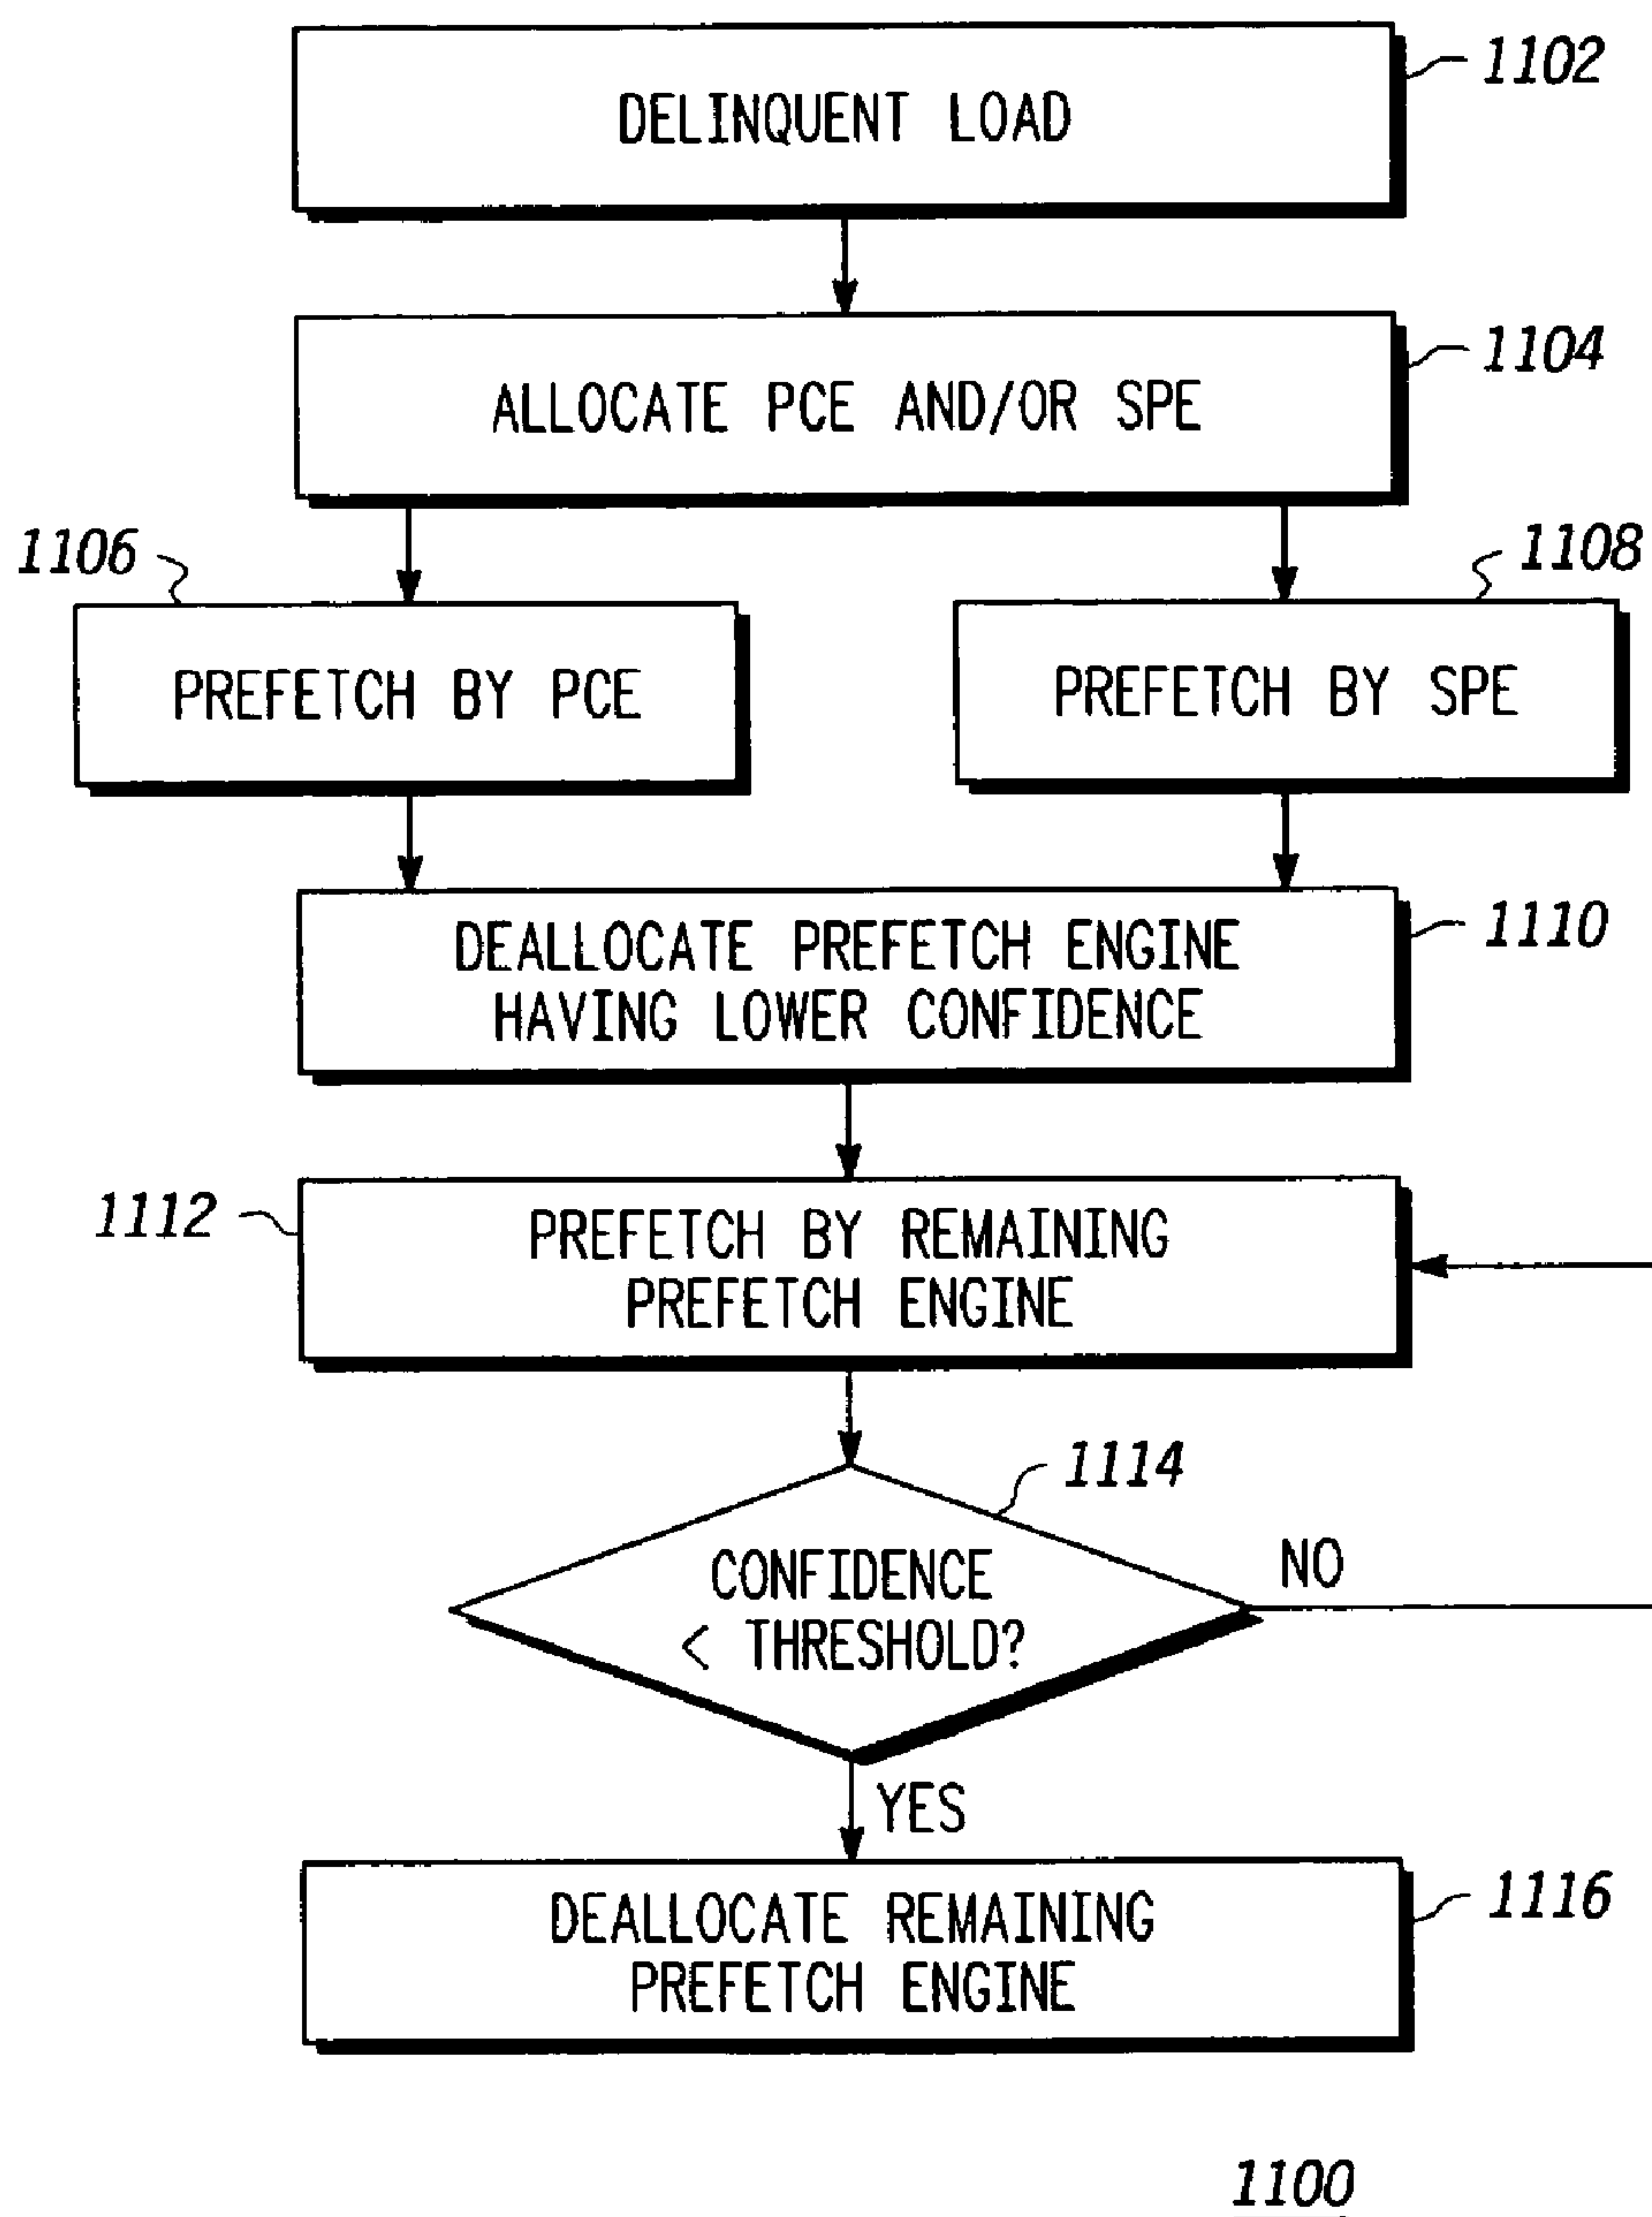 1102
DELINQUENT LOAD
1104
ALLOCATE PCE AND/OR SPE
1106
1108
PREFETCH BY PCE
PREFETCH BY SPE
1110
DEALLOCATE PREFETCH ENGINE
HAVING LOWER CONFIDENCE
1112
PREFETCH BY REMAINING
PREFETCH ENGINE
1114
CONFIDENCE
< THRESHOLD?
NO
YES
1116
DEALLOCATE REMAINING
PREFETCH ENGINE
1100